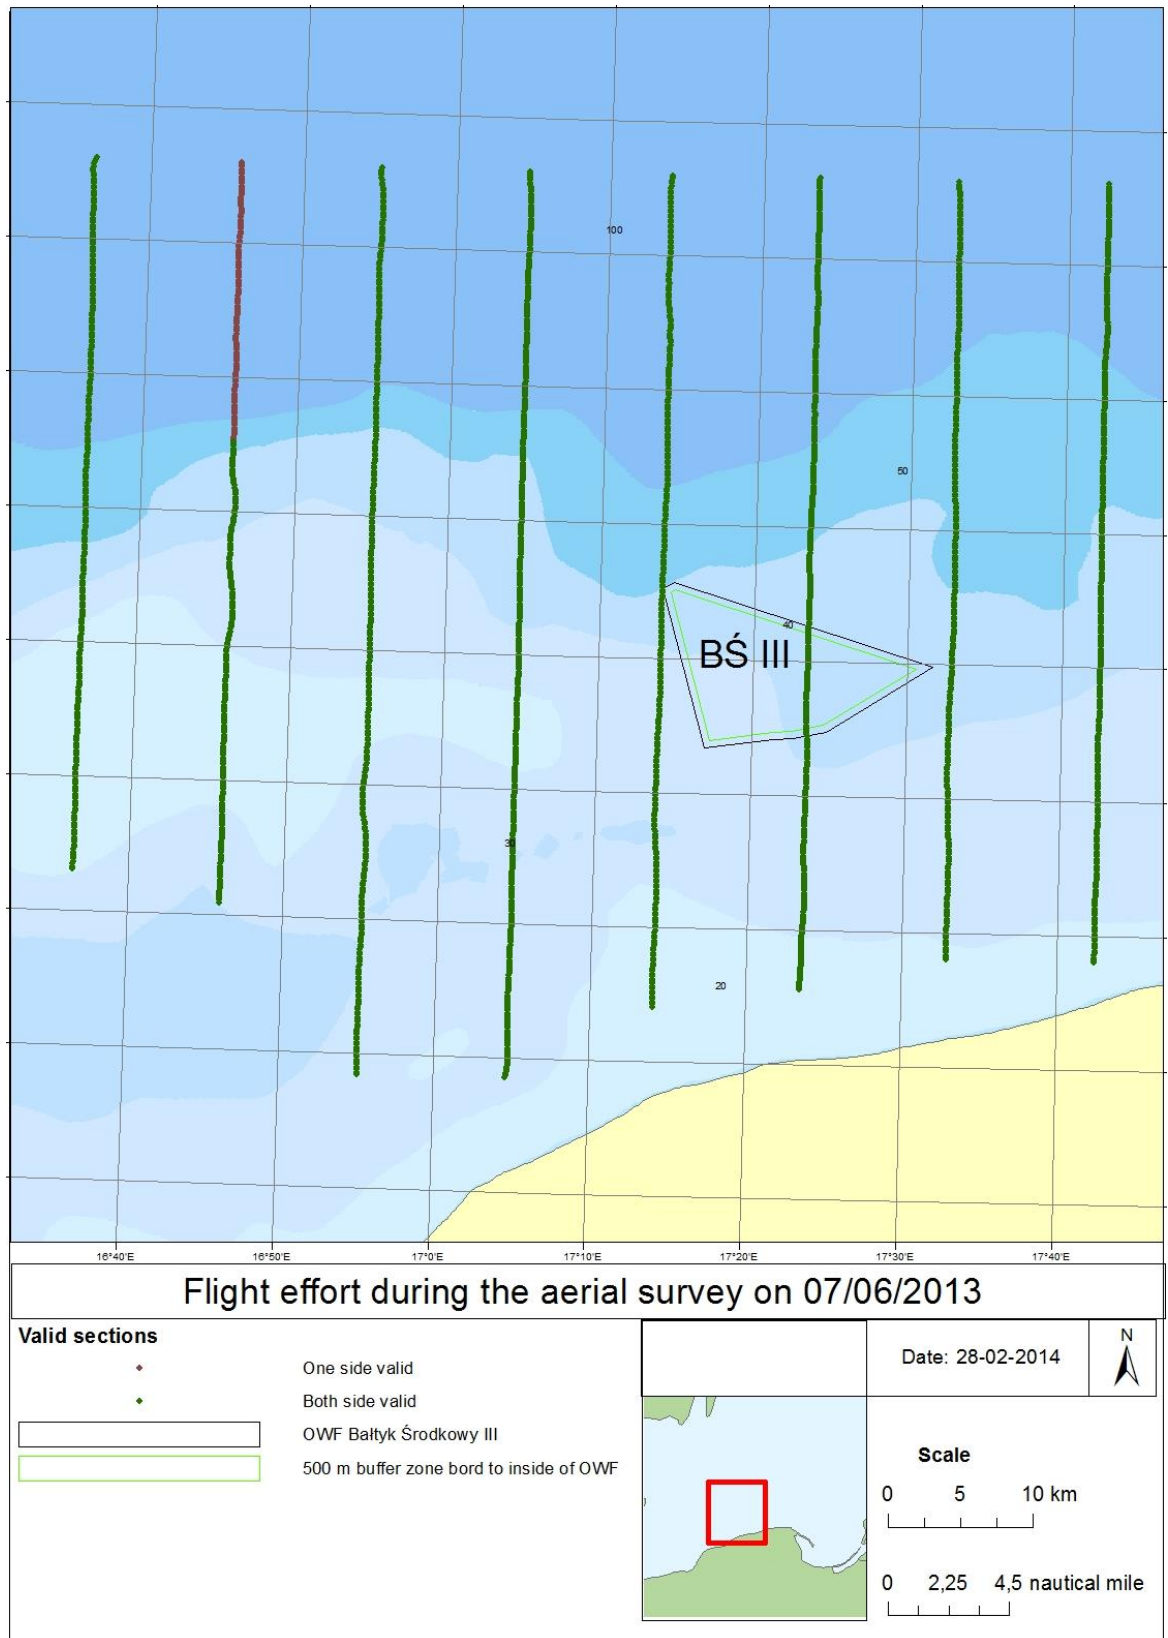 100
50
40
BŚ III
30
20
16°40'E 16°50'E 17°0'E 17°10'E 17°20'E 17°30'E 17°40'E
Flight effort during the aerial survey on 07/06/2013
Valid sections
One side valid
Both side valid
OWF Bałtyk Środkowy III
500 m buffer zone bord to inside of OWF
Date: 28-02-2014
N
Scale
0 5 10 km
0 2,25 4,5 nautical mile